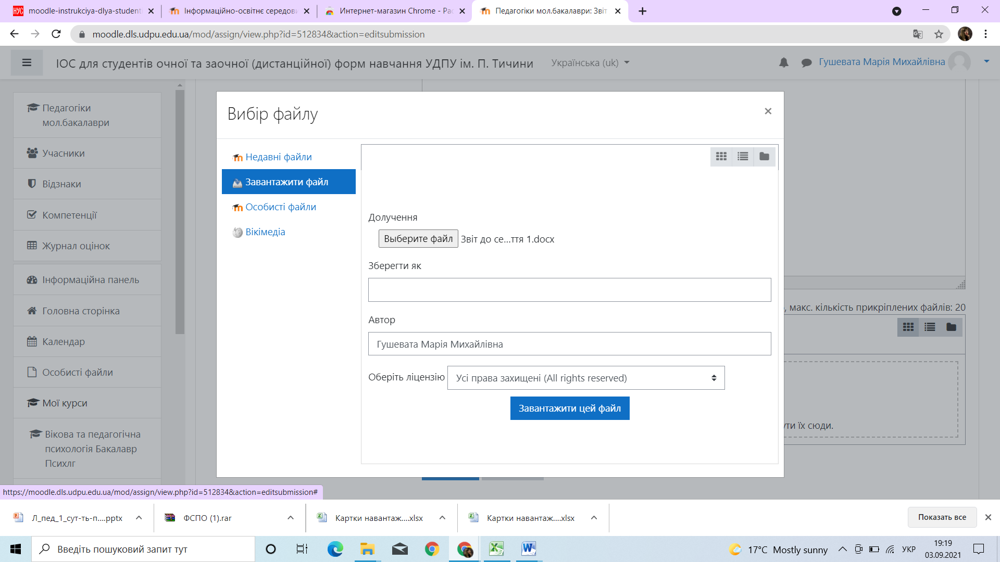 moodle-instrukciya-dlya-student
Інформаційно-освітнє середови
Интернет-магазин Chrome - Рас
Педагогіки мол.бакалаври: Звіт
moodle.dls.udpu.edu.ua/mod/assign/view.php?id=512834&action=editsubmission
ІОС для студентів очної та заочної (дистанційної) форм навчання УДПУ ім. П. Тичини
Українська (uk)
Гушевата Марія Михайлівна
Педагогіки
мол.бакалаври
Учасники
Відзнаки
Компетенції
Журнал оцінок
Інформаційна панель
Головна сторінка
Календар
Особисті файли
Мої курси
Вікова та педагогічна
психологія Бакалавр
Психлг
Вибір файлу
×
Недавні файли
Завантажити файл
Особисті файли
Вікімедіа
Долучення
Выберите файл Звіт до се...ття 1.docx
Зберегти як
Автор
Гушевата Марія Михайлівна
Оберіть ліцензію Усі права захищені (All rights reserved)
Завантажити цей файл
, макс. кількість прикріплених файлів: 20
ути їх сюди.
https://moodle.dls.udpu.edu.ua/mod/assign/view.php?id=512834&action=editsubmission#
Л_пед_1_сут-ть-п....pptx
ФСПО (1).rar
Картки навантаж....xlsx
Картки навантаж....xlsx
Показать все
Введіть пошуковий запит тут
17°C Mostly sunny
УКР
19:19
03.09.2021